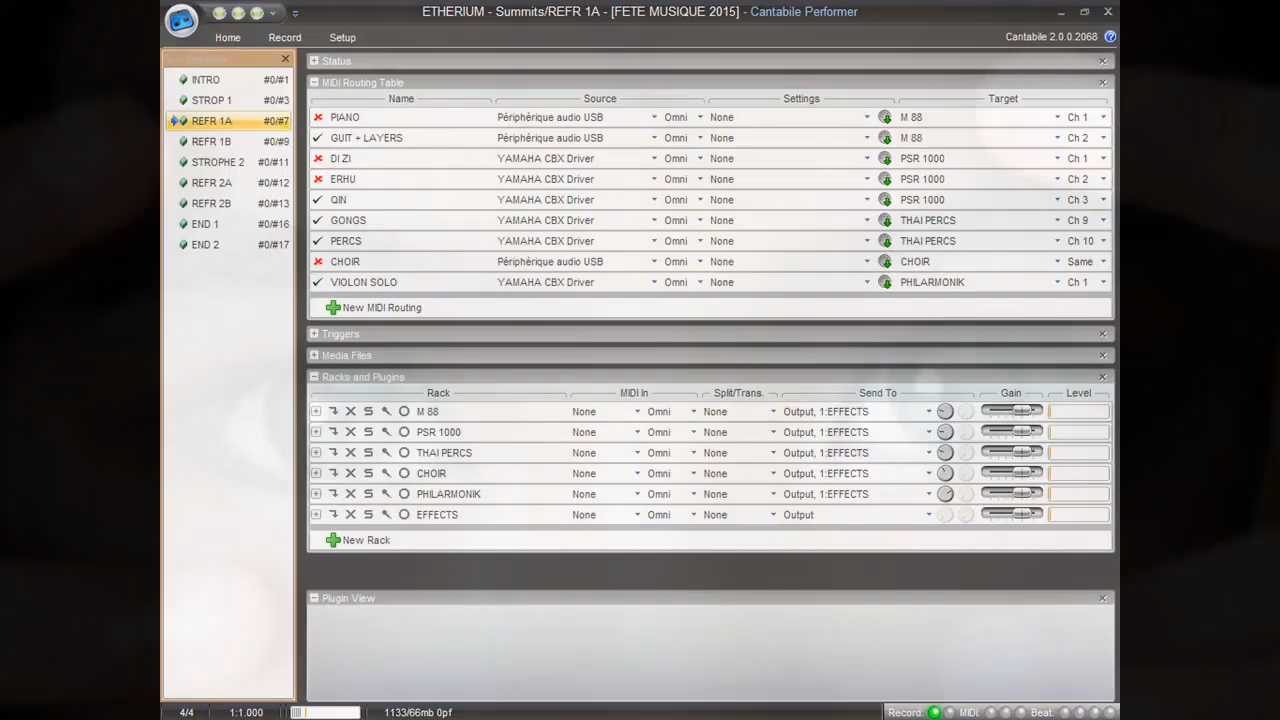 ETHERIUM - Summits/REFR 1A - [FETE MUSIQUE 2015] - Cantabile Performer
Home Record Setup Cantabile 2.0.0.2068
INTRO #0/#1
STROP 1 #0/#3
REFR 1A #0/#7
REFR 1B #0/#9
STROPHE 2 #0/#11
REFR 2A #0/#12
REFR 2B #0/#13
END 1 #0/#16
END 2 #0/#17
Status
MIDI Routing Table
Name Source Settings Target
PIANO Périphérique audio USB Omni None M 88 Ch 1
GUIT + LAYERS Périphérique audio USB Omni None M 88 Ch 2
DI ZI YAMAHA CBX Driver Omni None PSR 1000 Ch 1
ERHU YAMAHA CBX Driver Omni None PSR 1000 Ch 2
QIN YAMAHA CBX Driver Omni None PSR 1000 Ch 3
GONGS YAMAHA CBX Driver Omni None THAI PERCS Ch 9
PERCS YAMAHA CBX Driver Omni None THAI PERCS Ch 10
CHOIR Périphérique audio USB Omni None CHOIR Same
VIOLON SOLO YAMAHA CBX Driver Omni None PHILARMONIK Ch 1
New MIDI Routing
Triggers
Media Files
Racks and Plugins
Rack MIDI In Split/Trans. Send To Gain Level
S M 88 None Omni None Output, 1:EFFECTS
S PSR 1000 None Omni None Output, 1:EFFECTS
S THAI PERCS None Omni None Output, 1:EFFECTS
S CHOIR None Omni None Output, 1:EFFECTS
S PHILARMONIK None Omni None Output, 1:EFFECTS
S EFFECTS None Omni None Output
New Rack
Plugin View
4/4 1:1.000 1133/66mb 0pf Record: MIDI: Beat: